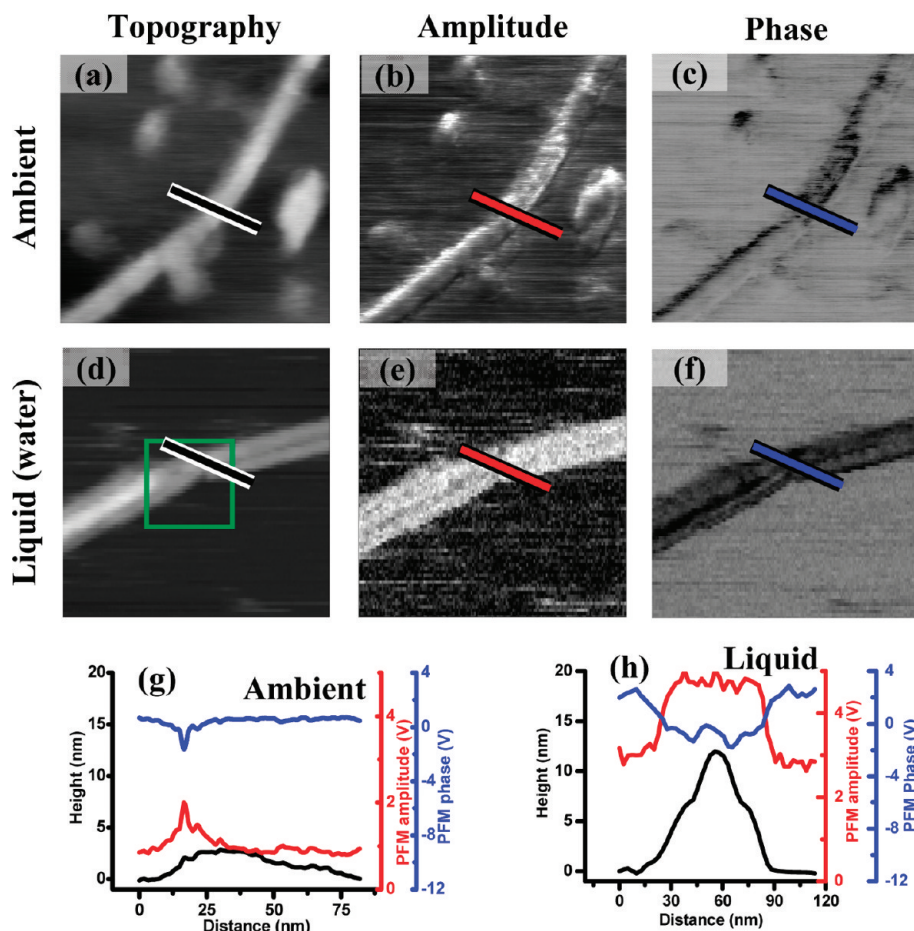 Topography Amplitude Phase
Ambient
(a) (b) (c)
Liquid (water)
(d) (e) (f)
(g) Ambient
Height (nm)
20
15
10
5
0
0 25 50 75
Distance (nm)
PFM amplitude (V)
4
2
0
PFM phase (V)
4
0
-4
-8
-12
(h) Liquid
Height (nm)
20
15
10
5
0
0 30 60 90 120
Distance (nm)
PFM amplitude (V)
4
2
0
PFM Phase (V)
4
0
-4
-8
-12